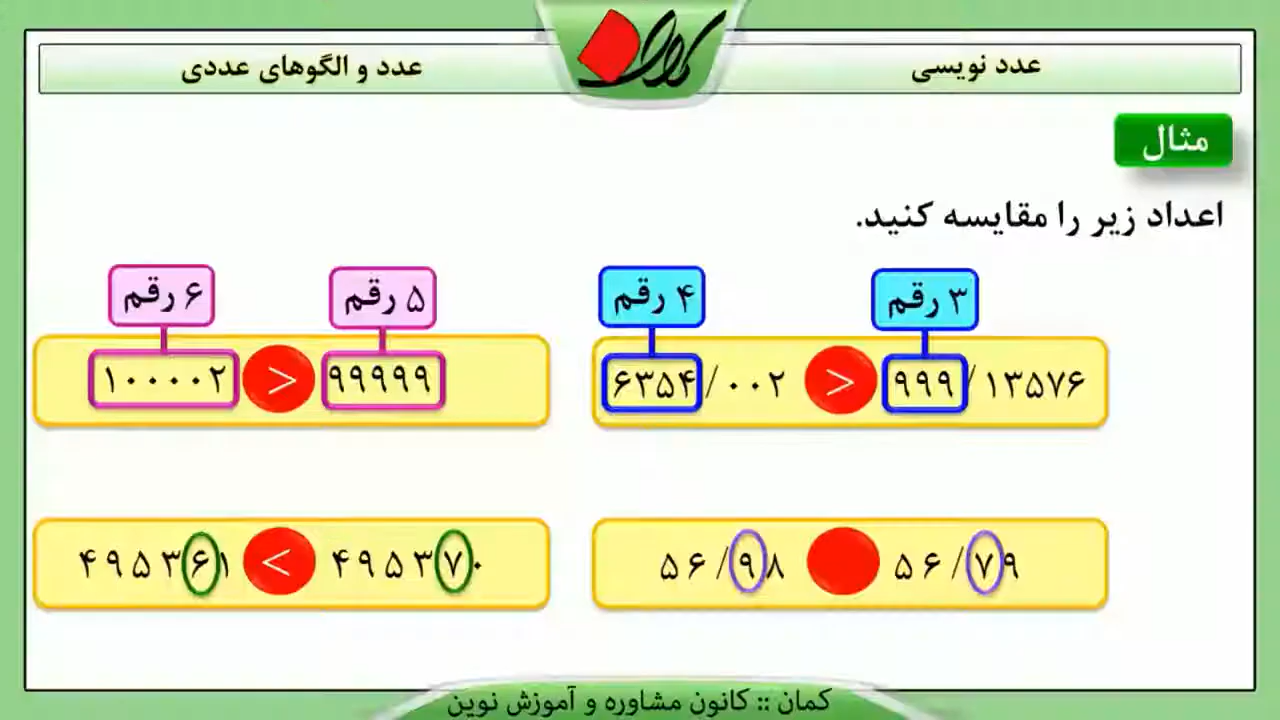 عدد نویسی
عدد و الگوهای عددی
مثال
اعداد زیر را مقایسه کنید.
۳ رقم
۴ رقم
۵ رقم
۶ رقم
۶۳۵۴/۰۰۲ > ۹۹۹/۱۳۵۷۶
۱۰۰۰۰۲ > ۹۹۹۹۹
۵۶/۹۸ ۵۶/۷۹
۴۹۵۳۶۱ < ۴۹۵۳۷۰
کمان :: کانون مشاوره و آموزش نوین